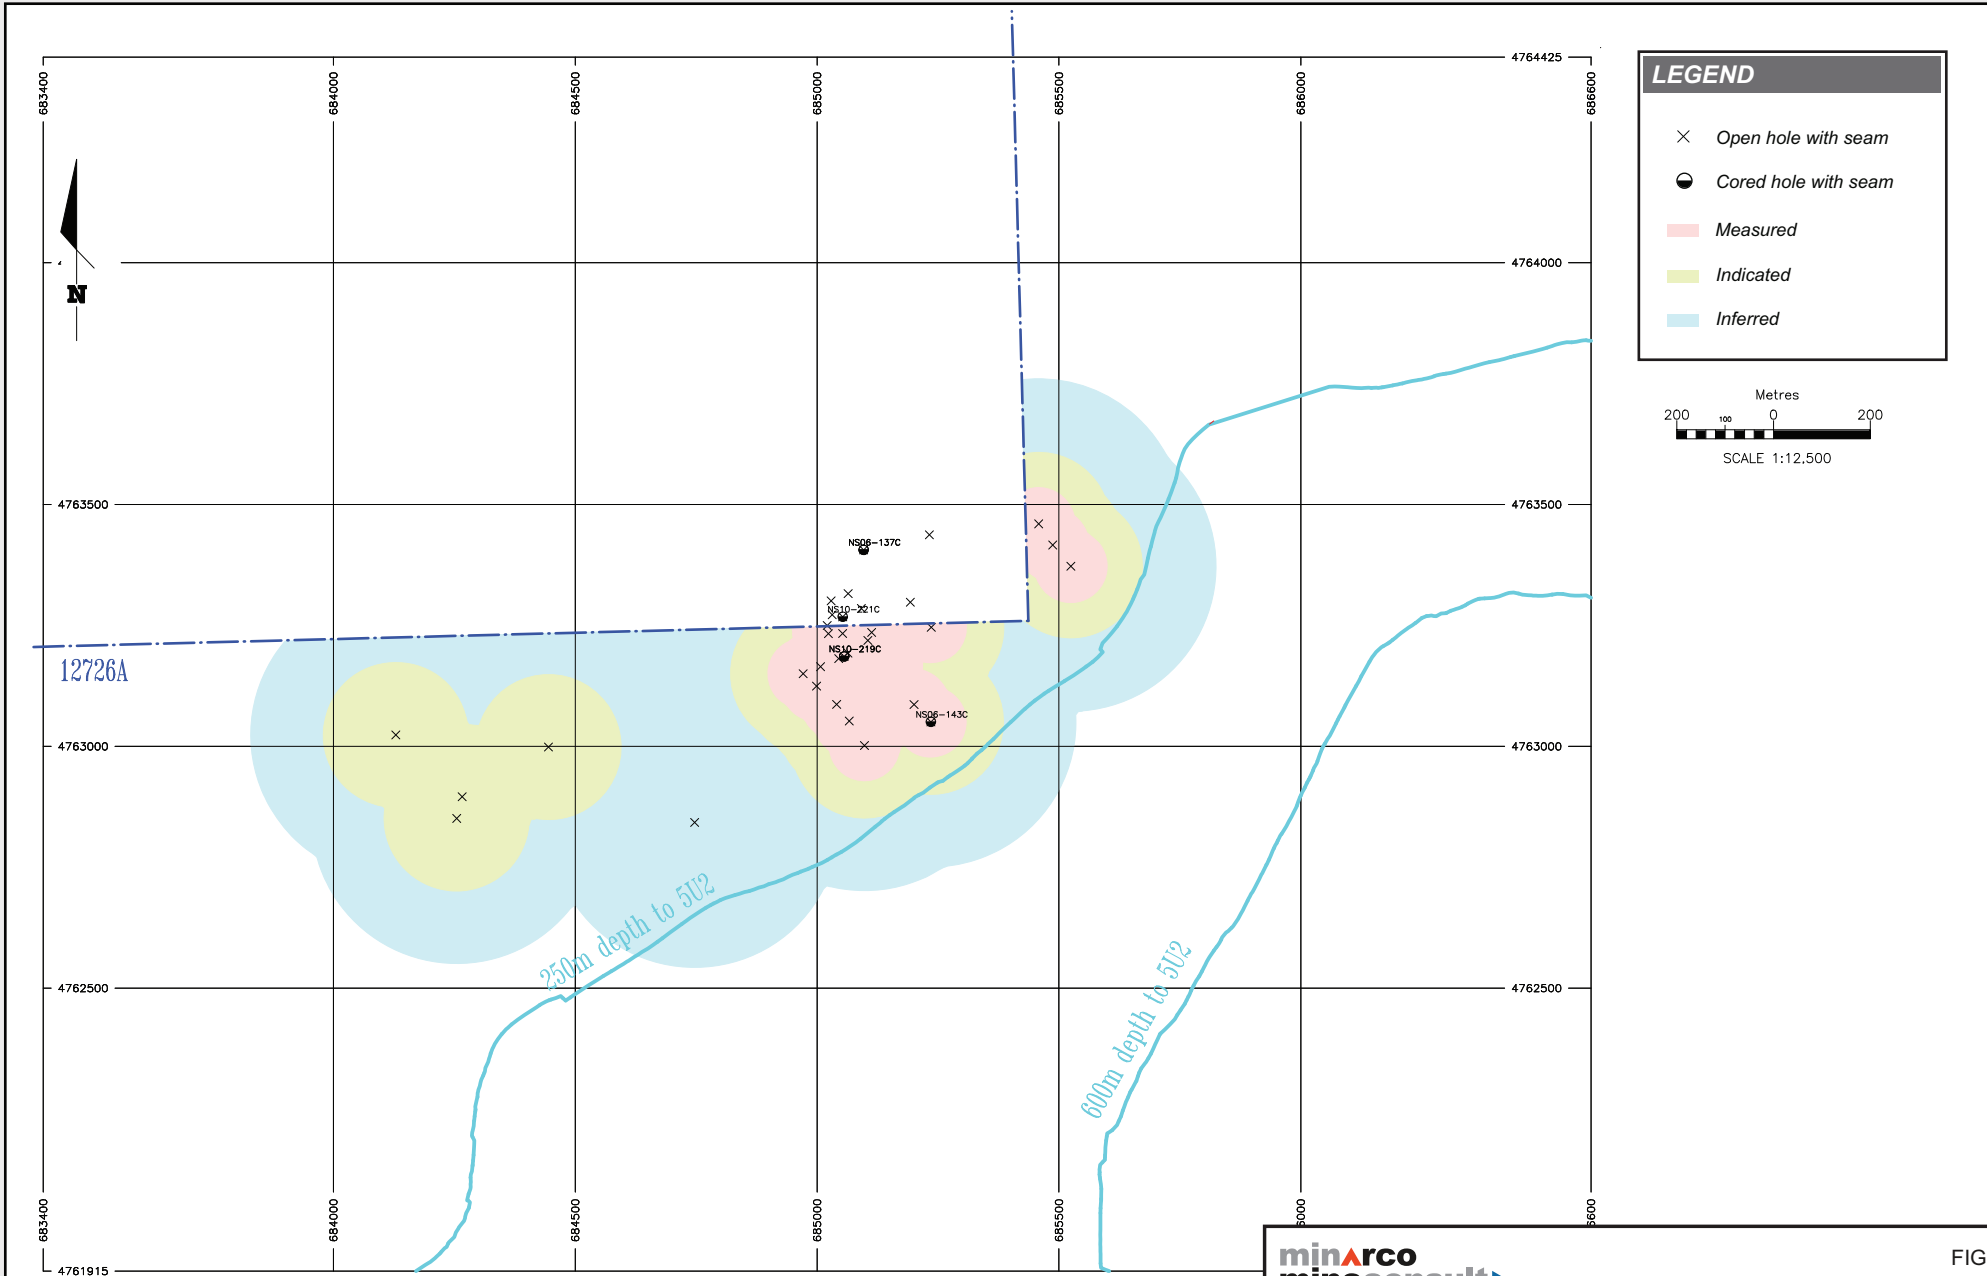 683400
684000
684500
685000
685500
686000
686600
4764425
4764000
4763500
4763000
4762500
4761915
4763500
4763000
4762500
N
12726A
NS06-137C
NS10-221C
NS10-219C
NS06-143C
250m depth to 5U2
600m depth to 5U2
683400
684000
684500
685000
685500
LEGEND
Open hole with seam
Cored hole with seam
Measured
Indicated
Inferred
Metres
200 100 0 200
SCALE 1:12,500
minarco
FIG